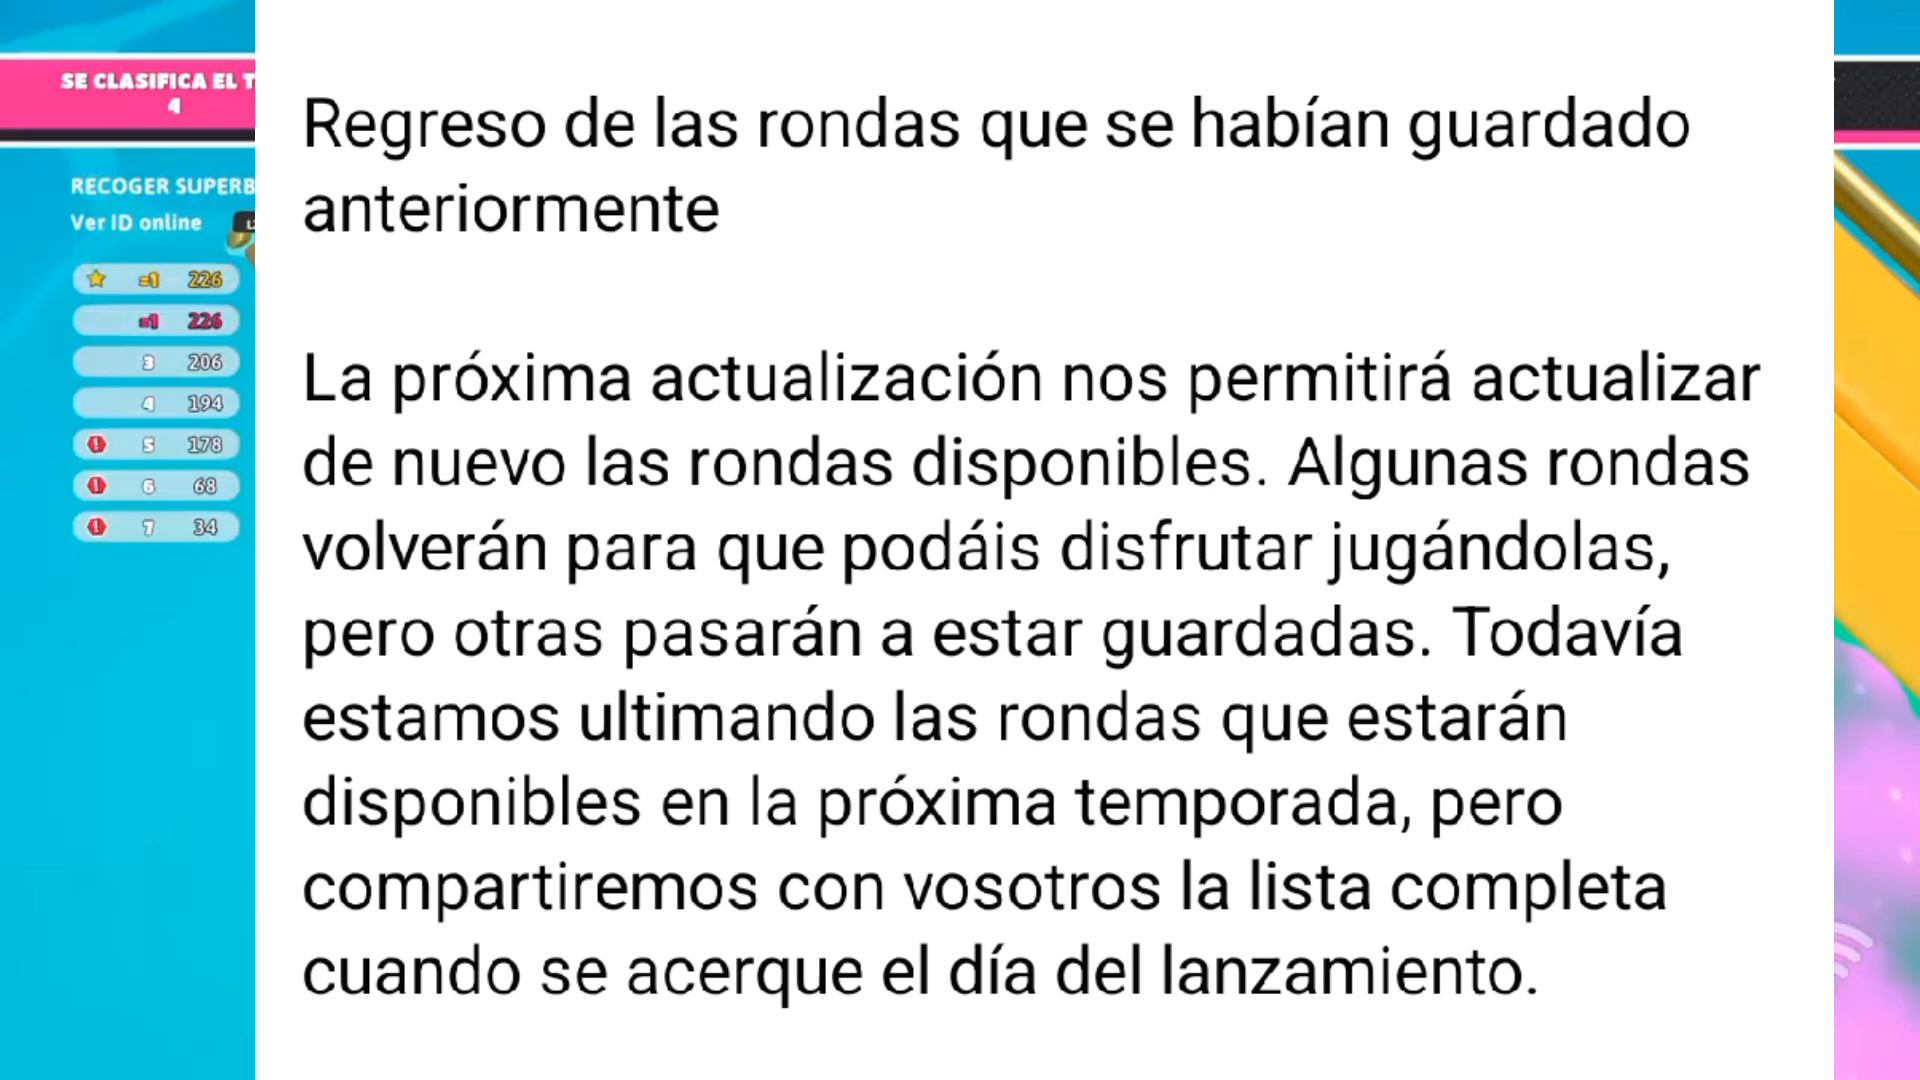 SE CLASIFICA EL T
4
RECOGER SUPERB
Ver ID online
=1 226
=1 226
3 206
4 194
5 178
6 68
7 34
Regreso de las rondas que se habían guardado
anteriormente
La próxima actualización nos permitirá actualizar
de nuevo las rondas disponibles. Algunas rondas
volverán para que podáis disfrutar jugándolas,
pero otras pasarán a estar guardadas. Todavía
estamos ultimando las rondas que estarán
disponibles en la próxima temporada, pero
compartiremos con vosotros la lista completa
cuando se acerque el día del lanzamiento.